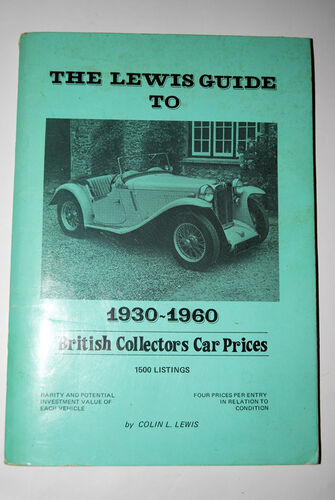 THE LEWIS GUIDE
TO
1930-1960
British Collectors Car Prices
1500 LISTINGS
RARITY AND POTENTIAL
INVESTMENT VALUE OF
EACH VEHICLE
FOUR PRICES PER ENTRY
IN RELATION TO
CONDITION
by COLIN L. LEWIS